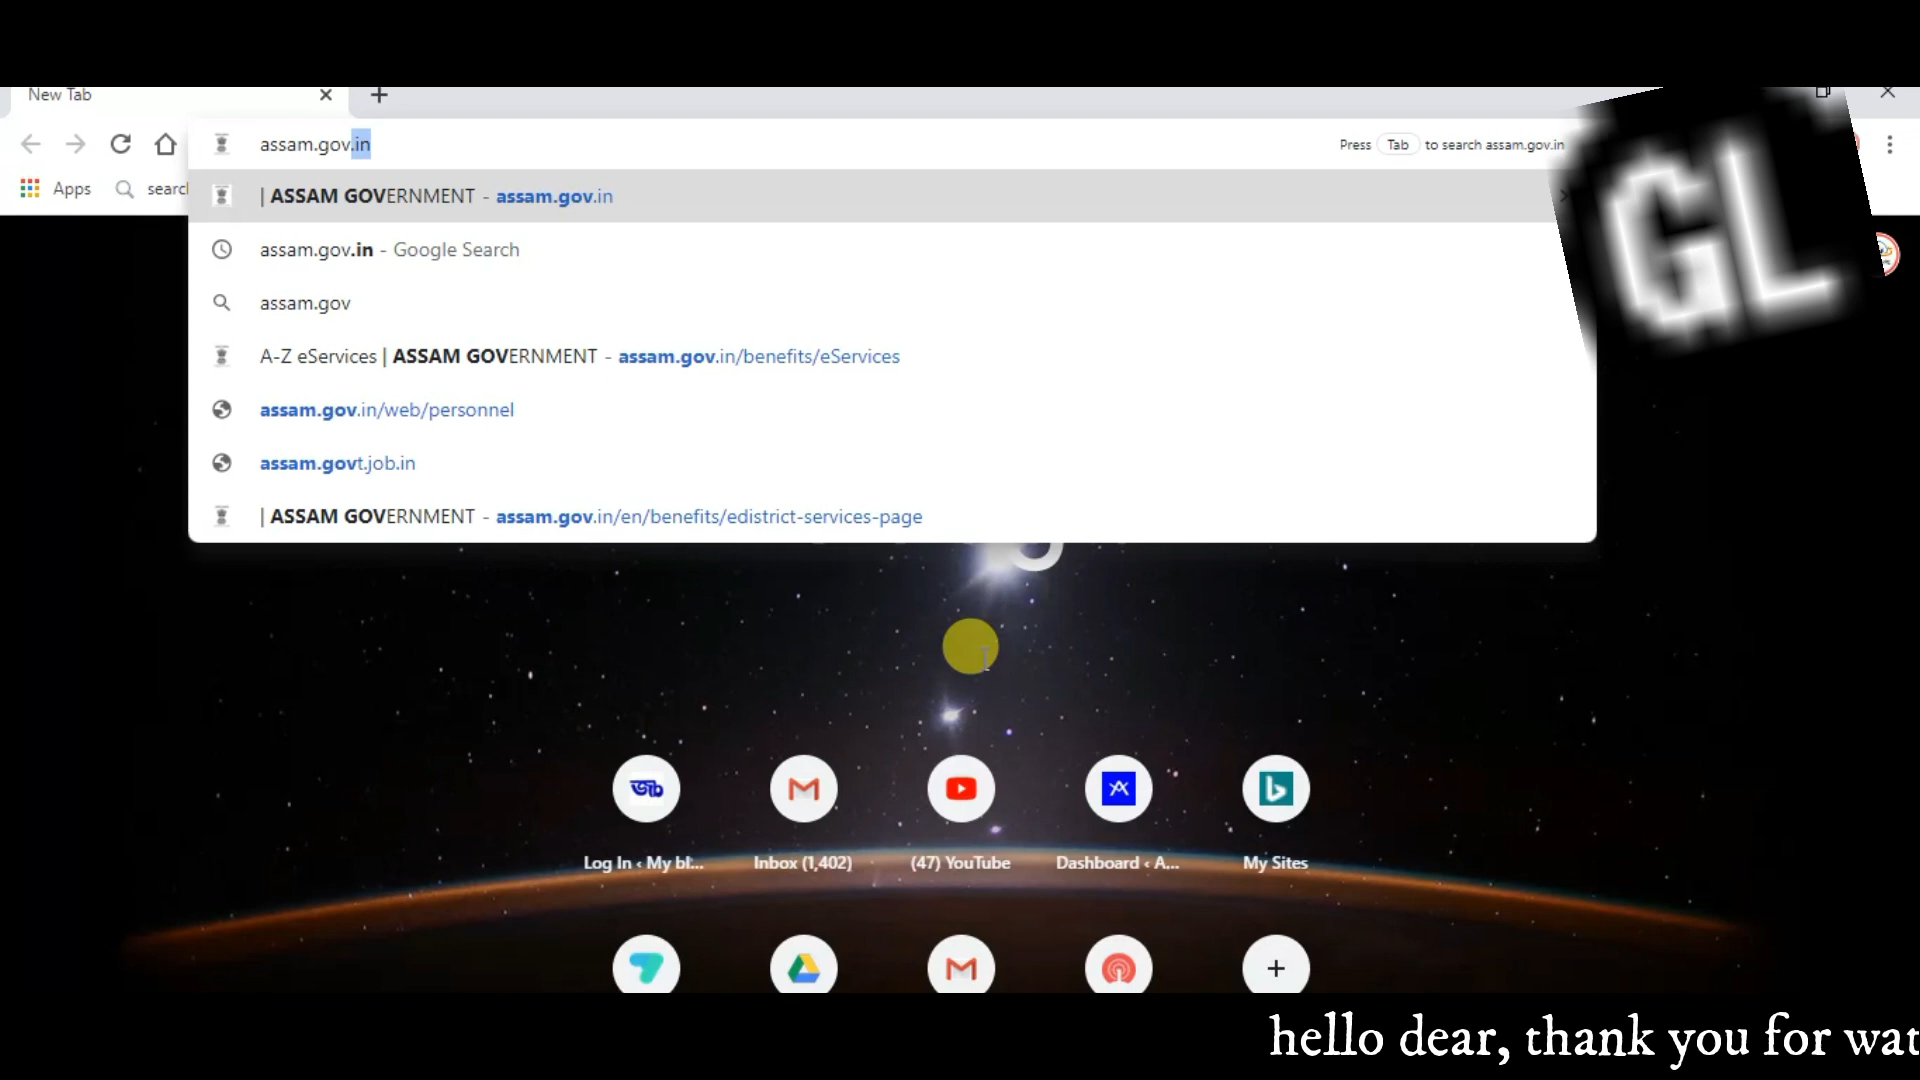 New Tab
assam.gov.in
Press Tab to search assam.gov.in
Apps
| ASSAM GOVERNMENT - assam.gov.in
assam.gov.in - Google Search
assam.gov
A-Z eServices | ASSAM GOVERNMENT - assam.gov.in/benefits/eServices
assam.gov.in/web/personnel
assam.govt.job.in
| ASSAM GOVERNMENT - assam.gov.in/en/benefits/edistrict-services-page
GL
Log In ‹ My bl...
Inbox (1,402)
(47) YouTube
Dashboard ‹ A...
My Sites
hello dear, thank you for wat